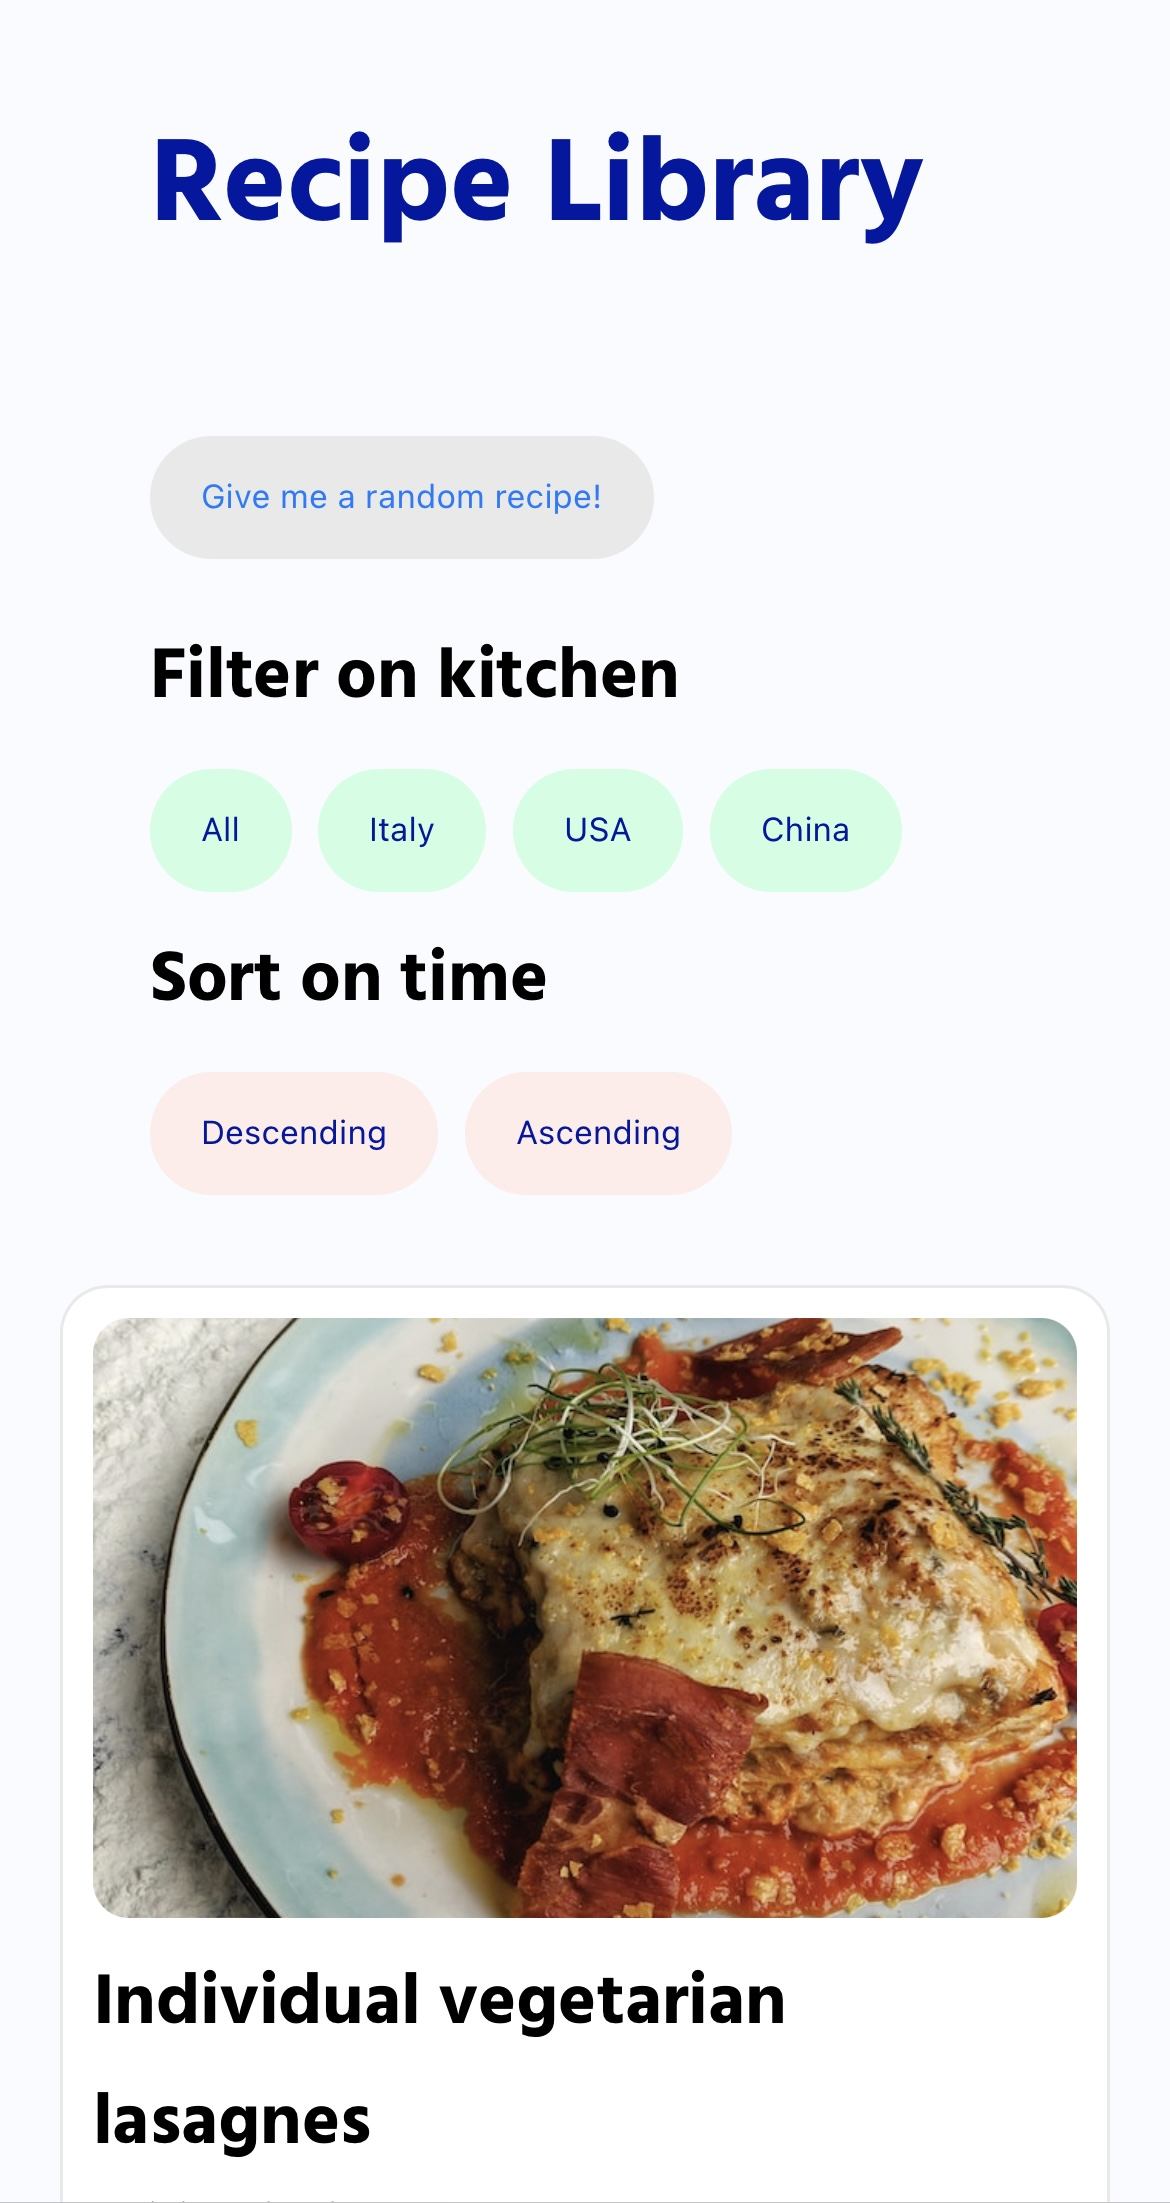 Recipe Library
Give me a random recipe!
Filter on kitchen
All Italy USA China
Sort on time
Descending Ascending
Individual vegetarian
lasagnes